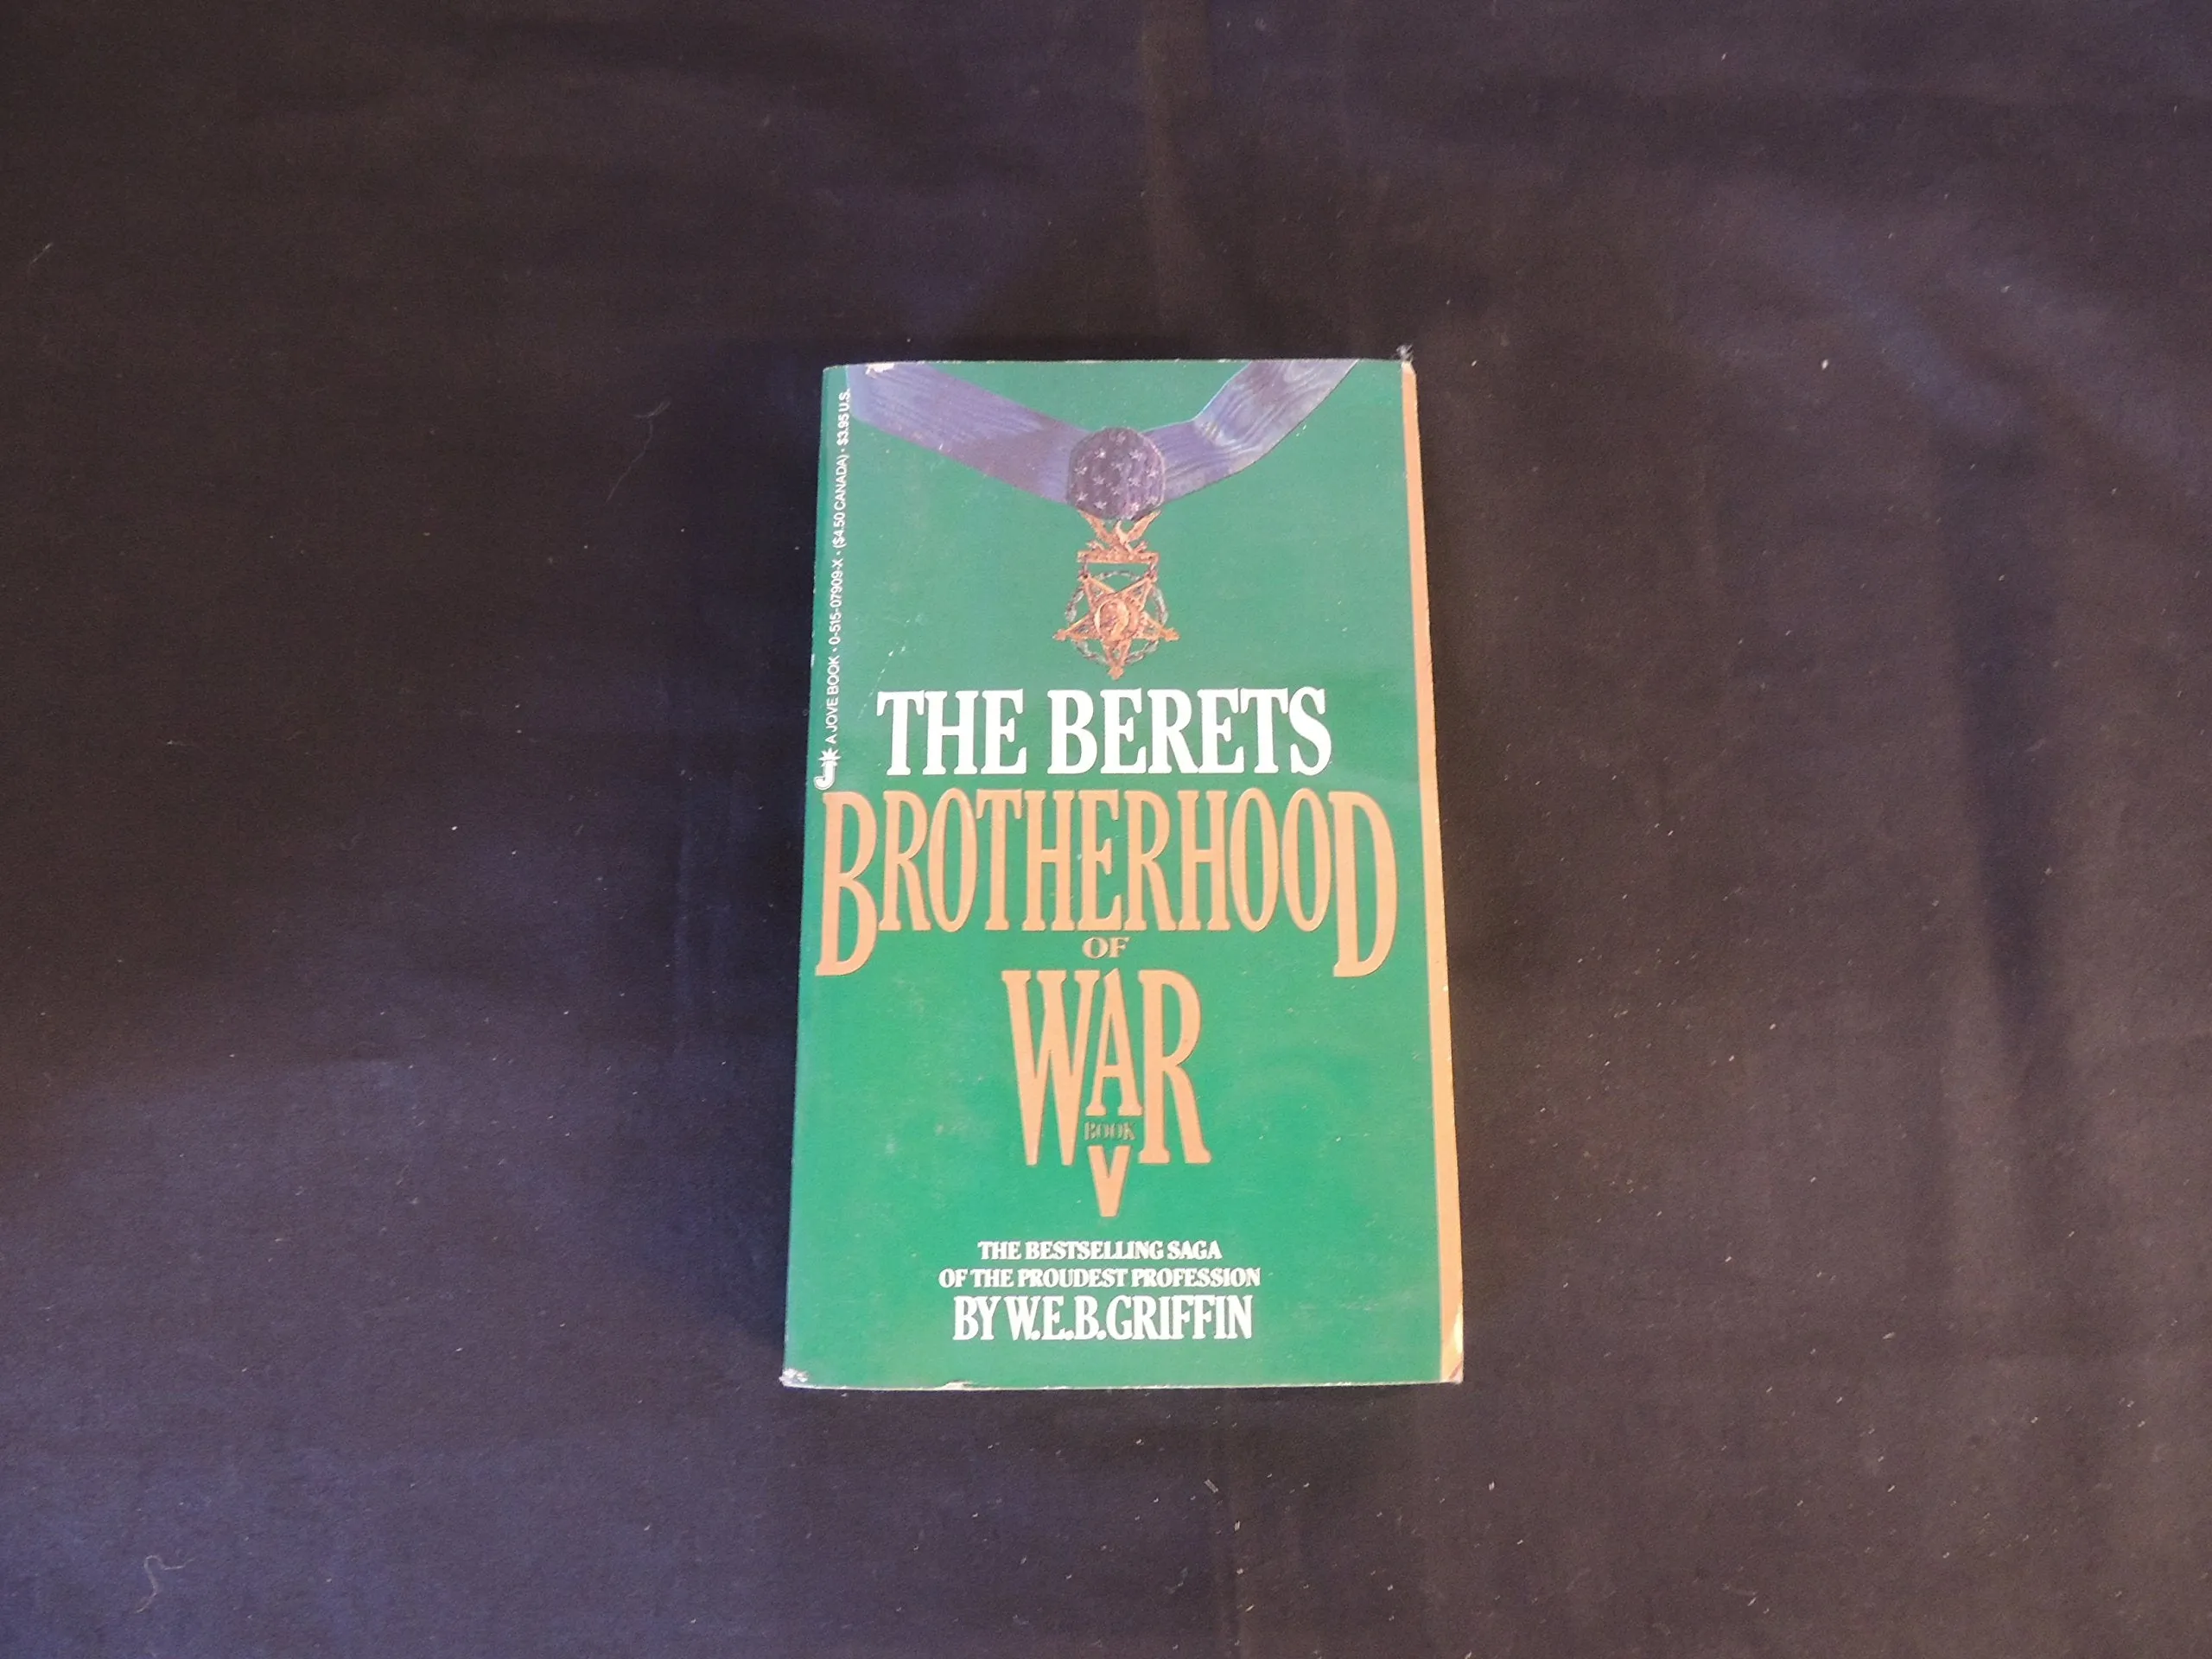 A JOVE BOOK • 0-515-07909-X • ($4.50 CANADA) • $3.95 U.S.
THE BERETS
BROTHERHOOD
OF
WAR
BOOK
V
THE BESTSELLING SAGA
OF THE PROUDEST PROFESSION
BY W.E.B. GRIFFIN